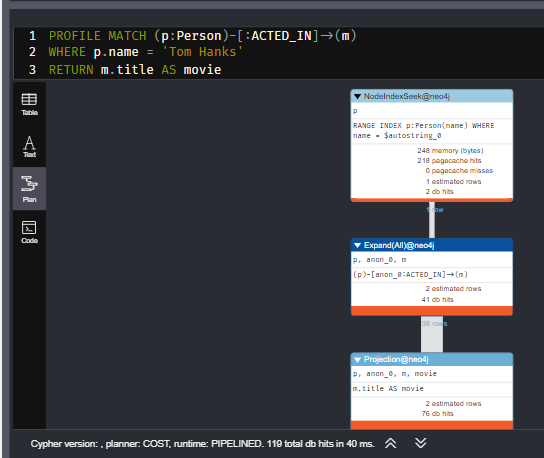 1 PROFILE MATCH (p:Person)-[:ACTED_IN]->(m)
2 WHERE p.name = 'Tom Hanks'
3 RETURN m.title AS movie
Table
Text
Plan
Code
NodeIndexSeek@neo4j
p
RANGE INDEX p:Person(name) WHERE
name = $autostring_0
248 memory (bytes)
218 pagecache hits
0 pagecache misses
1 estimated rows
2 db hits
1 row
Expand(All)@neo4j
p, anon_0, m
(p)-[anon_0:ACTED_IN]->(m)
2 estimated rows
41 db hits
38 rows
Projection@neo4j
p, anon_0, m, movie
m.title AS movie
2 estimated rows
76 db hits
Cypher version: , planner: COST, runtime: PIPELINED. 119 total db hits in 40 ms.